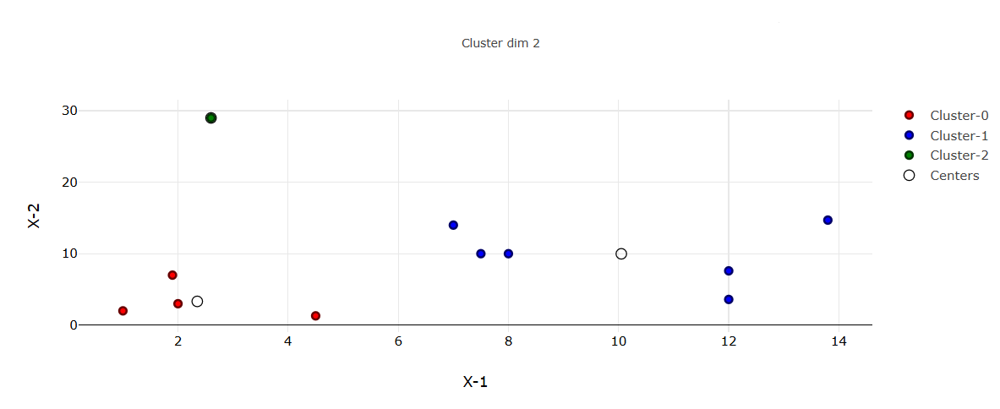 Cluster dim 2
30
20
10
0
X-2
2 4 6 8 10 12 14
X-1
Cluster-0
Cluster-1
Cluster-2
Centers